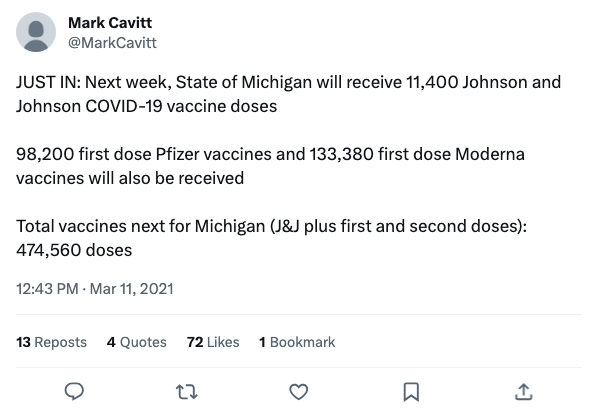 Mark Cavitt
@MarkCavitt
JUST IN: Next week, State of Michigan will receive 11,400 Johnson and
Johnson COVID-19 vaccine doses
98,200 first dose Pfizer vaccines and 133,380 first dose Moderna
vaccines will also be received
Total vaccines next for Michigan (J&J plus first and second doses):
474,560 doses
12:43 PM · Mar 11, 2021
13 Reposts 4 Quotes 72 Likes 1 Bookmark